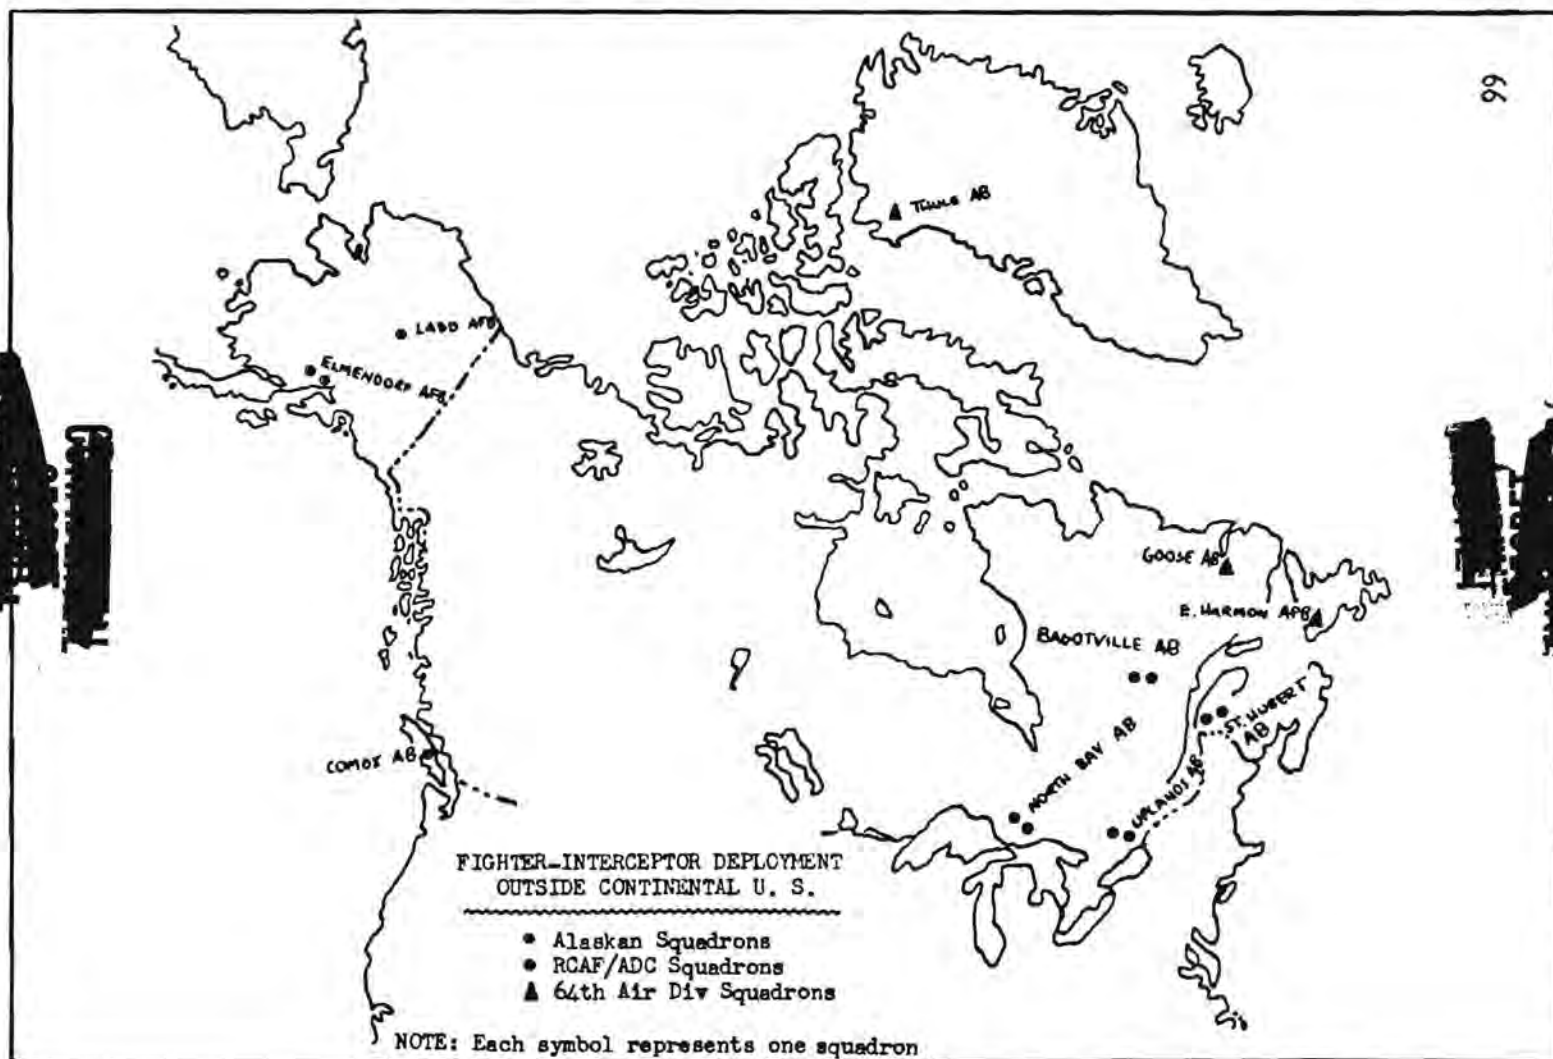 66
THULE AB
LADD AFB
ELMENDORF AFB
GOOSE AB
E. HARMON AFB
BAGOTVILLE AB
ST. HUBERT
AB
COMOX AB
NORTH BAY AB
UPLANDS AB
FIGHTER-INTERCEPTOR DEPLOYMENT
OUTSIDE CONTINENTAL U. S.
Alaskan Squadrons
RCAF/ADC Squadrons
64th Air Div Squadrons
NOTE: Each symbol represents one squadron